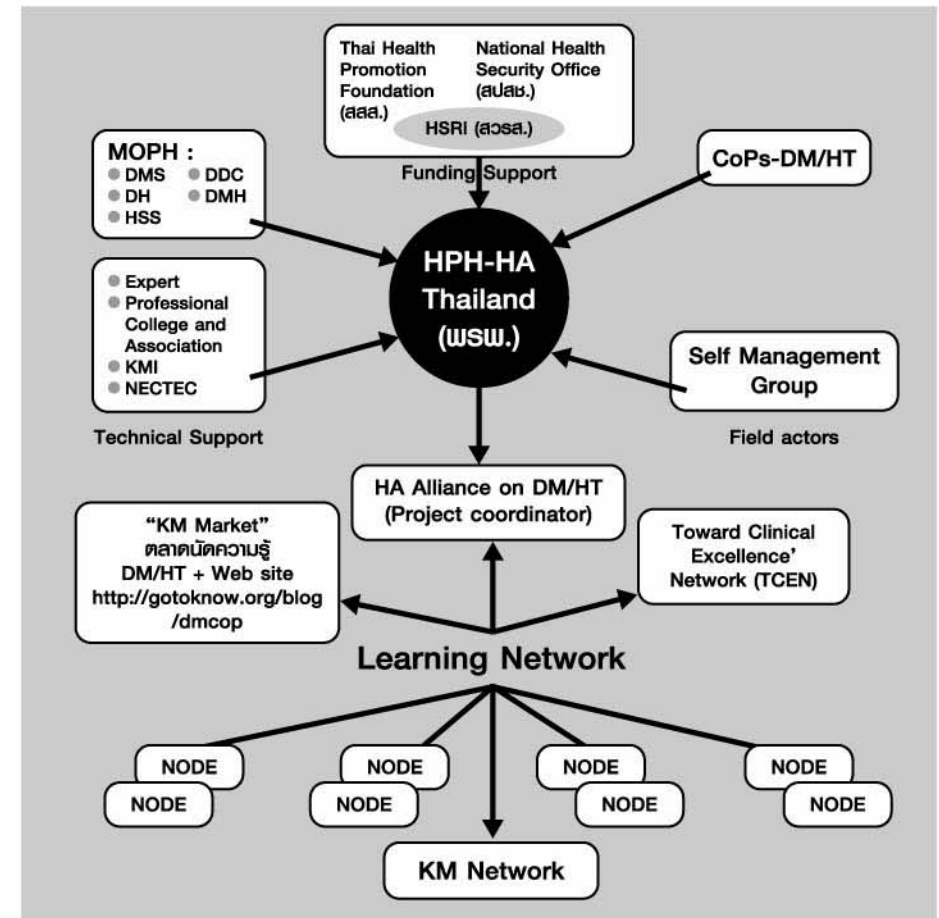 Thai Health
Promotion
Foundation
(สสส.)
National Health
Security Office
(สปสช.)
HSRI (สวรส.)
Funding Support
MOPH :
DMS
DDC
DH
DMH
HSS
CoPs-DM/HT
HPH-HA
Thailand
(พรพ.)
Expert
Professional
College and
Association
KMI
NECTEC
Technical Support
Self Management
Group
Field actors
HA Alliance on DM/HT
(Project coordinator)
“KM Market”
ตลาดนัดความรู้
DM/HT + Web site
http://gotoknow.org/blog
/dmcop
Toward Clinical
Excellence’
Network (TCEN)
Learning Network
NODE
NODE
NODE
NODE
NODE
NODE
NODE
NODE
KM Network